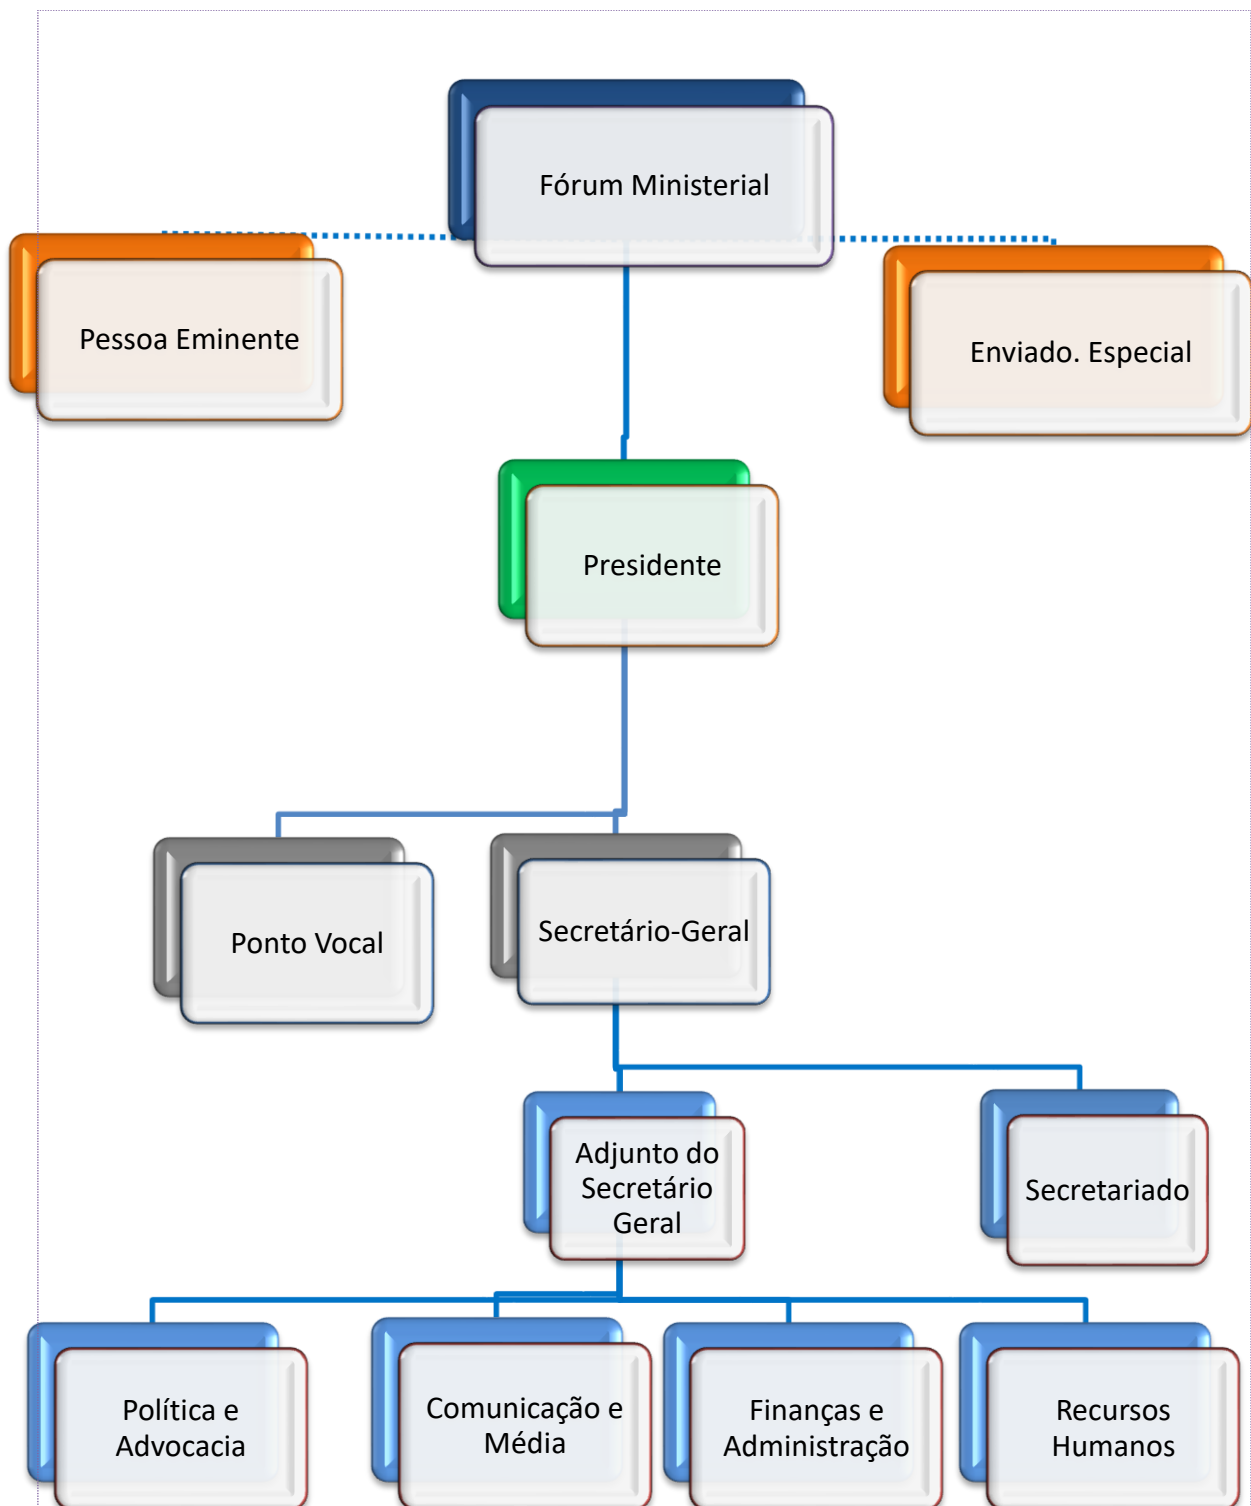 Fórum Ministerial
Pessoa Eminente
Enviado. Especial
Presidente
Ponto Vocal
Secretário-Geral
Adjunto do
Secretário
Geral
Secretariado
Política e
Advocacia
Comunicação e
Média
Finanças e
Administração
Recursos
Humanos